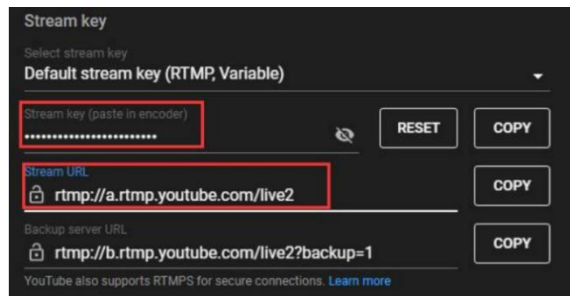 Stream key
Select stream key
Default stream key (RTMP, Variable)
Stream key (paste in encoder)
••••••••••••••••••••••••
RESET
COPY
Stream URL
rtmp://a.rtmp.youtube.com/live2
COPY
Backup server URL
rtmp://b.rtmp.youtube.com/live2?backup=1
COPY
YouTube also supports RTMPS for secure connections. Learn more